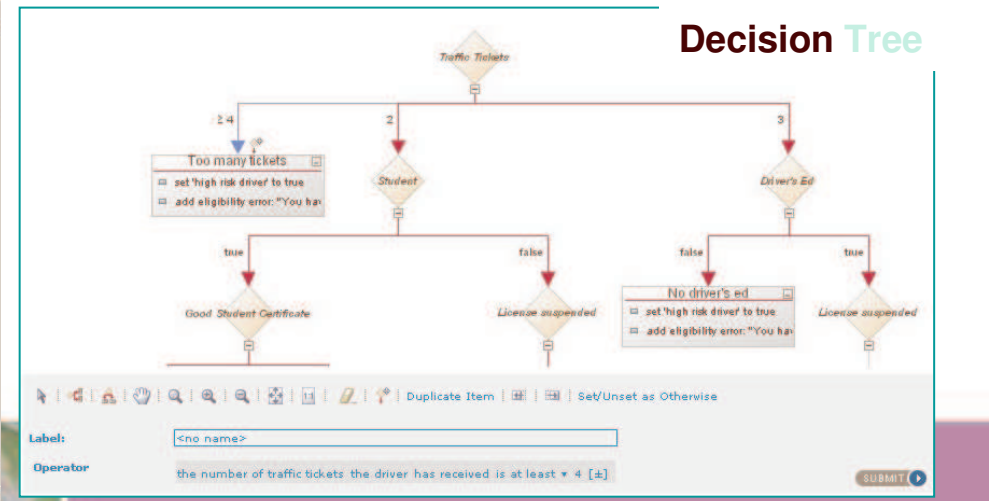 Decision Tree
Traffic Tickets
≥ 4
2
3
Too many tickets
set 'high risk driver' to true
add eligibility error: "You hav
Student
Driver's Ed
true
false
false
true
Good Student Certificate
License suspended
No driver's ed
set 'high risk driver' to true
add eligibility error: "You ha
License suspended
1:1
Duplicate Item
Set/Unset as Otherwise
Label:
<no name>
Operator
the number of traffic tickets the driver has received is at least ▾ 4 [±]
SUBMIT